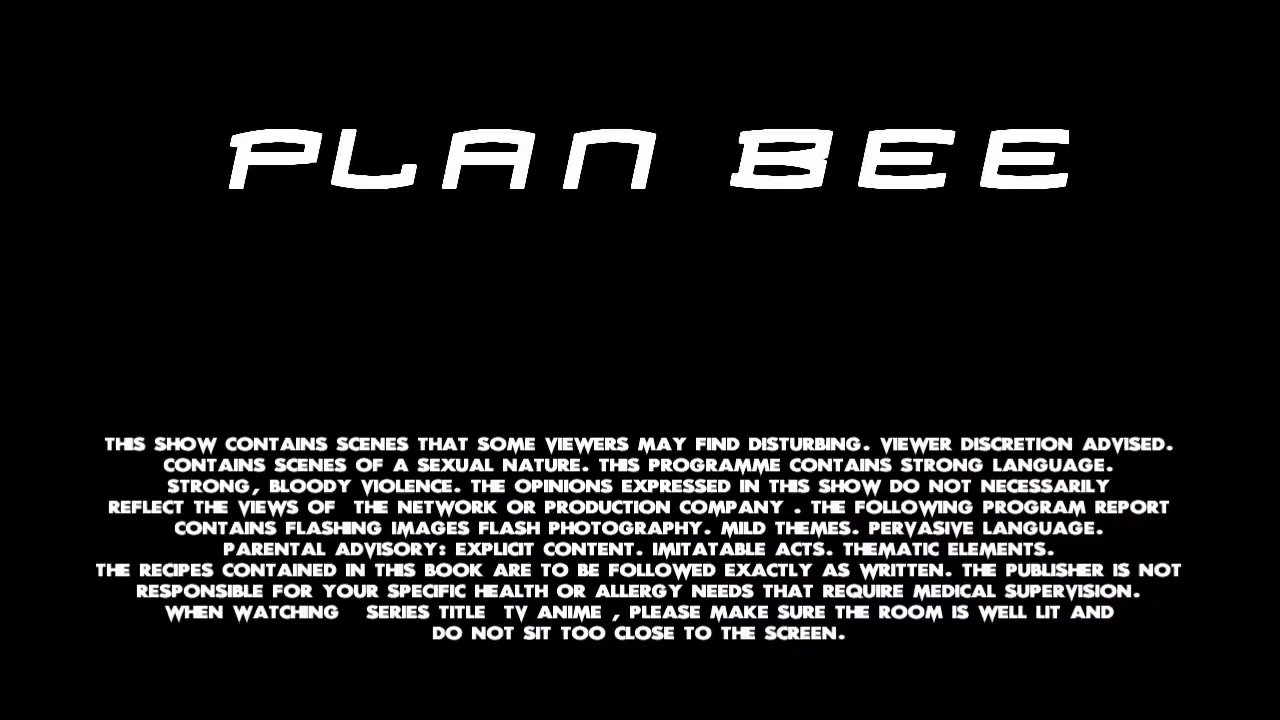 PLAN BEE
THIS SHOW CONTAINS SCENES THAT SOME VIEWERS MAY FIND DISTURBING. VIEWER DISCRETION ADVISED.
CONTAINS SCENES OF A SEXUAL NATURE. THIS PROGRAMME CONTAINS STRONG LANGUAGE.
STRONG, BLOODY VIOLENCE. THE OPINIONS EXPRESSED IN THIS SHOW DO NOT NECESSARILY
REFLECT THE VIEWS OF THE NETWORK OR PRODUCTION COMPANY . THE FOLLOWING PROGRAM REPORT
CONTAINS FLASHING IMAGES FLASH PHOTOGRAPHY. MILD THEMES. PERVASIVE LANGUAGE.
PARENTAL ADVISORY: EXPLICIT CONTENT. IMITATABLE ACTS. THEMATIC ELEMENTS.
THE RECIPES CONTAINED IN THIS BOOK ARE TO BE FOLLOWED EXACTLY AS WRITTEN. THE PUBLISHER IS NOT
RESPONSIBLE FOR YOUR SPECIFIC HEALTH OR ALLERGY NEEDS THAT REQUIRE MEDICAL SUPERVISION.
WHEN WATCHING SERIES TITLE TV ANIME , PLEASE MAKE SURE THE ROOM IS WELL LIT AND
DO NOT SIT TOO CLOSE TO THE SCREEN.